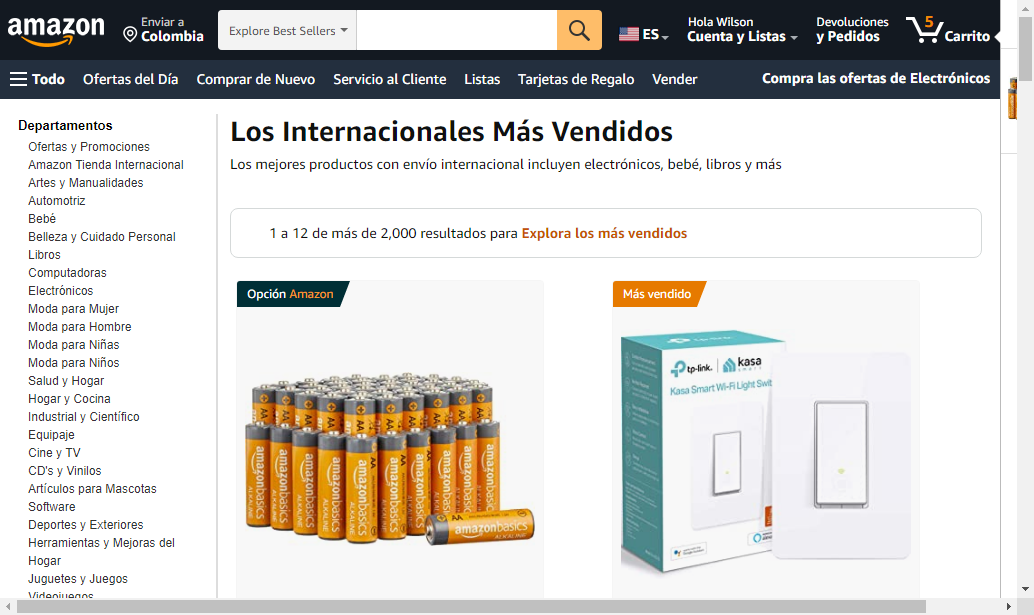 amazon
Enviar a
Colombia
Explore Best Sellers
ES
Hola Wilson
Cuenta y Listas
Devoluciones
y Pedidos
5
Carrito
Todo
Ofertas del Día
Comprar de Nuevo
Servicio al Cliente
Listas
Tarjetas de Regalo
Vender
Compra las ofertas de Electrónicos
Departamentos
Ofertas y Promociones
Amazon Tienda Internacional
Artes y Manualidades
Automotriz
Bebé
Belleza y Cuidado Personal
Libros
Computadoras
Electrónicos
Moda para Mujer
Moda para Hombre
Moda para Niñas
Moda para Niños
Salud y Hogar
Hogar y Cocina
Industrial y Científico
Equipaje
Cine y TV
CD's y Vinilos
Artículos para Mascotas
Software
Deportes y Exteriores
Herramientas y Mejoras del
Hogar
Juguetes y Juegos
Videojuegos
Los Internacionales Más Vendidos
Los mejores productos con envío internacional incluyen electrónicos, bebé, libros y más
1 a 12 de más de 2,000 resultados para Explora los más vendidos
Opción Amazon
AA
amazonbasics
ALKALINE
amazonbasics
ALKALINE
Más vendido
tp-link
tp-link | kasa
smart
Kasa Smart Wi-Fi Light Swit